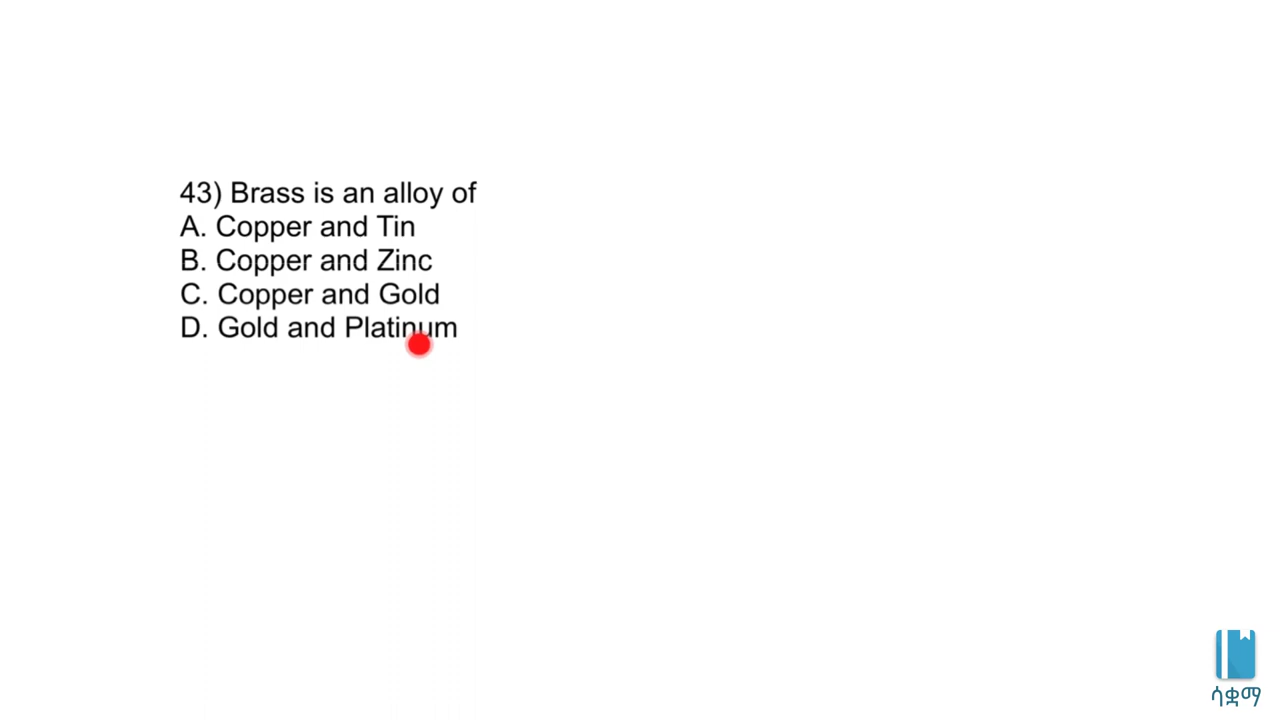 43) Brass is an alloy of
A. Copper and Tin
B. Copper and Zinc
C. Copper and Gold
D. Gold and Platinum
ሳቋማ